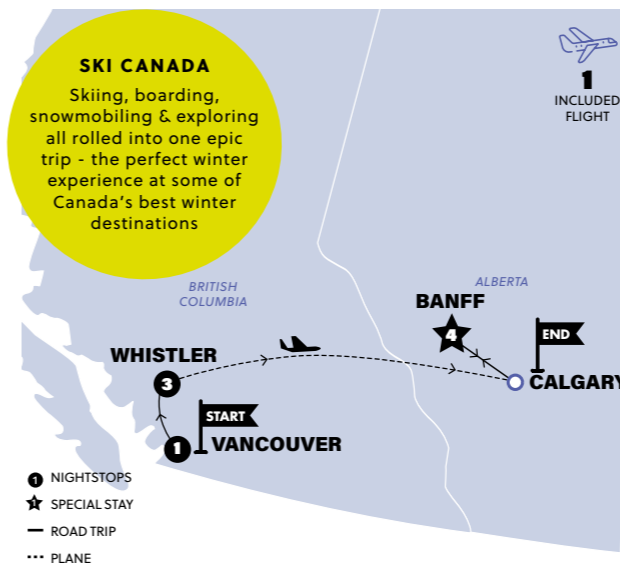 SKI CANADA
Skiing, boarding,
snowmobiling & exploring
all rolled into one epic
trip - the perfect winter
experience at some of
Canada's best winter
destinations
1
INCLUDED
FLIGHT
BRITISH
COLUMBIA
ALBERTA
BANFF
4
END
WHISTLER
3
CALGARY
START
1
VANCOUVER
1 NIGHTSTOPS
1 SPECIAL STAY
ROAD TRIP
PLANE